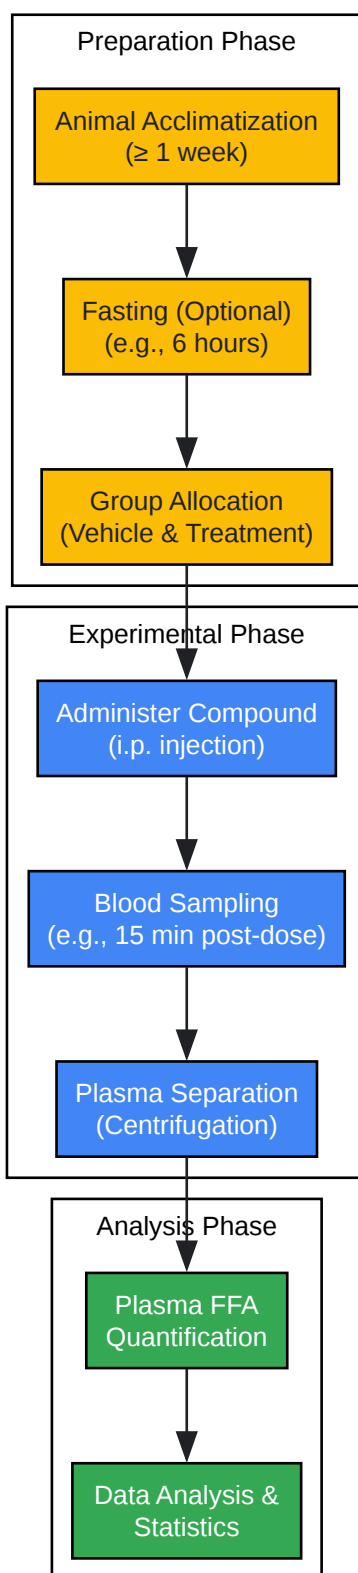 Preparation Phase
Animal Acclimatization
(≥ 1 week)
Fasting (Optional)
(e.g., 6 hours)
Group Allocation
(Vehicle & Treatment)
Experimental Phase
Administer Compound
(i.p. injection)
Blood Sampling
(e.g., 15 min post-dose)
Plasma Separation
(Centrifugation)
Analysis Phase
Plasma FFA
Quantification
Data Analysis &
Statistics